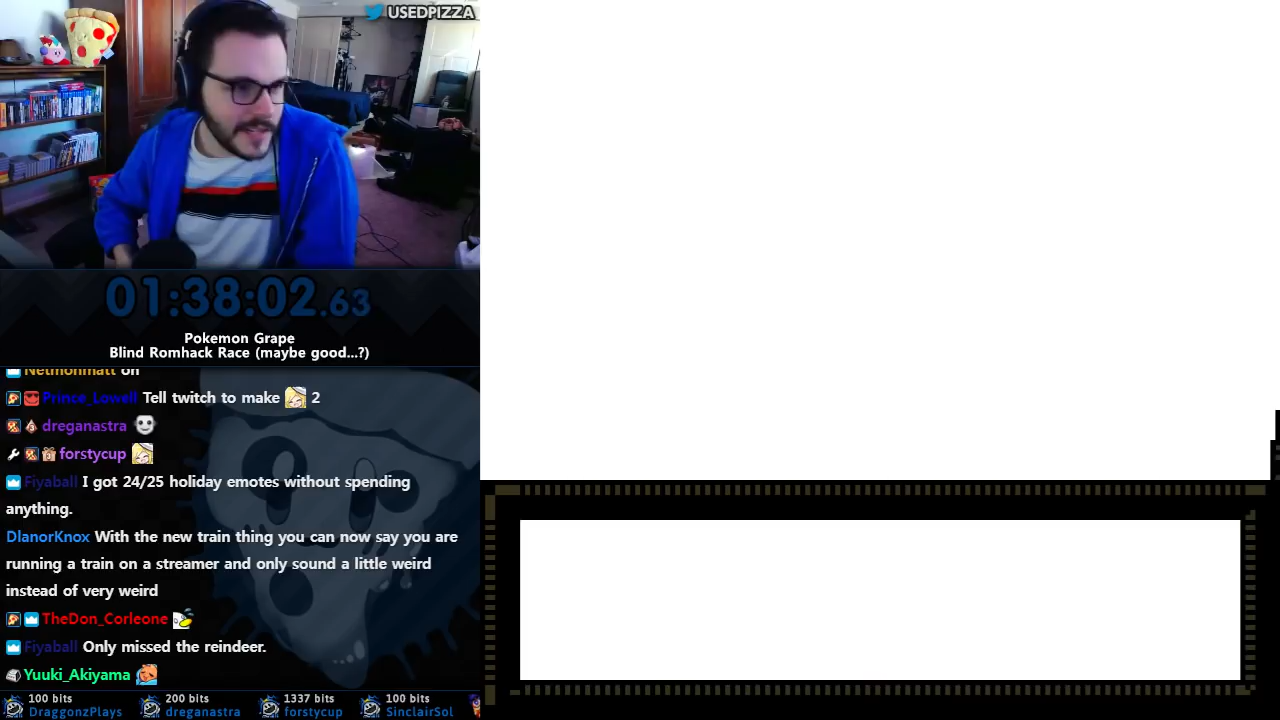 USEDPIZZA
01:38:02.63
Pokemon Grape
Blind Romhack Race (maybe good...?)
Netmonmatt on
Prince_Lowell Tell twitch to make 2
dreganastra
forstycup
Fiyaball I got 24/25 holiday emotes without spending
anything.
DlanorKnox With the new train thing you can now say you are
running a train on a streamer and only sound a little weird
instead of very weird
TheDon_Corleone
Fiyaball Only missed the reindeer.
Yuuki_Akiyama
100 bits 200 bits 1337 bits 100 bits
DraggonzPlays dreganastra forstycup SinclairSol